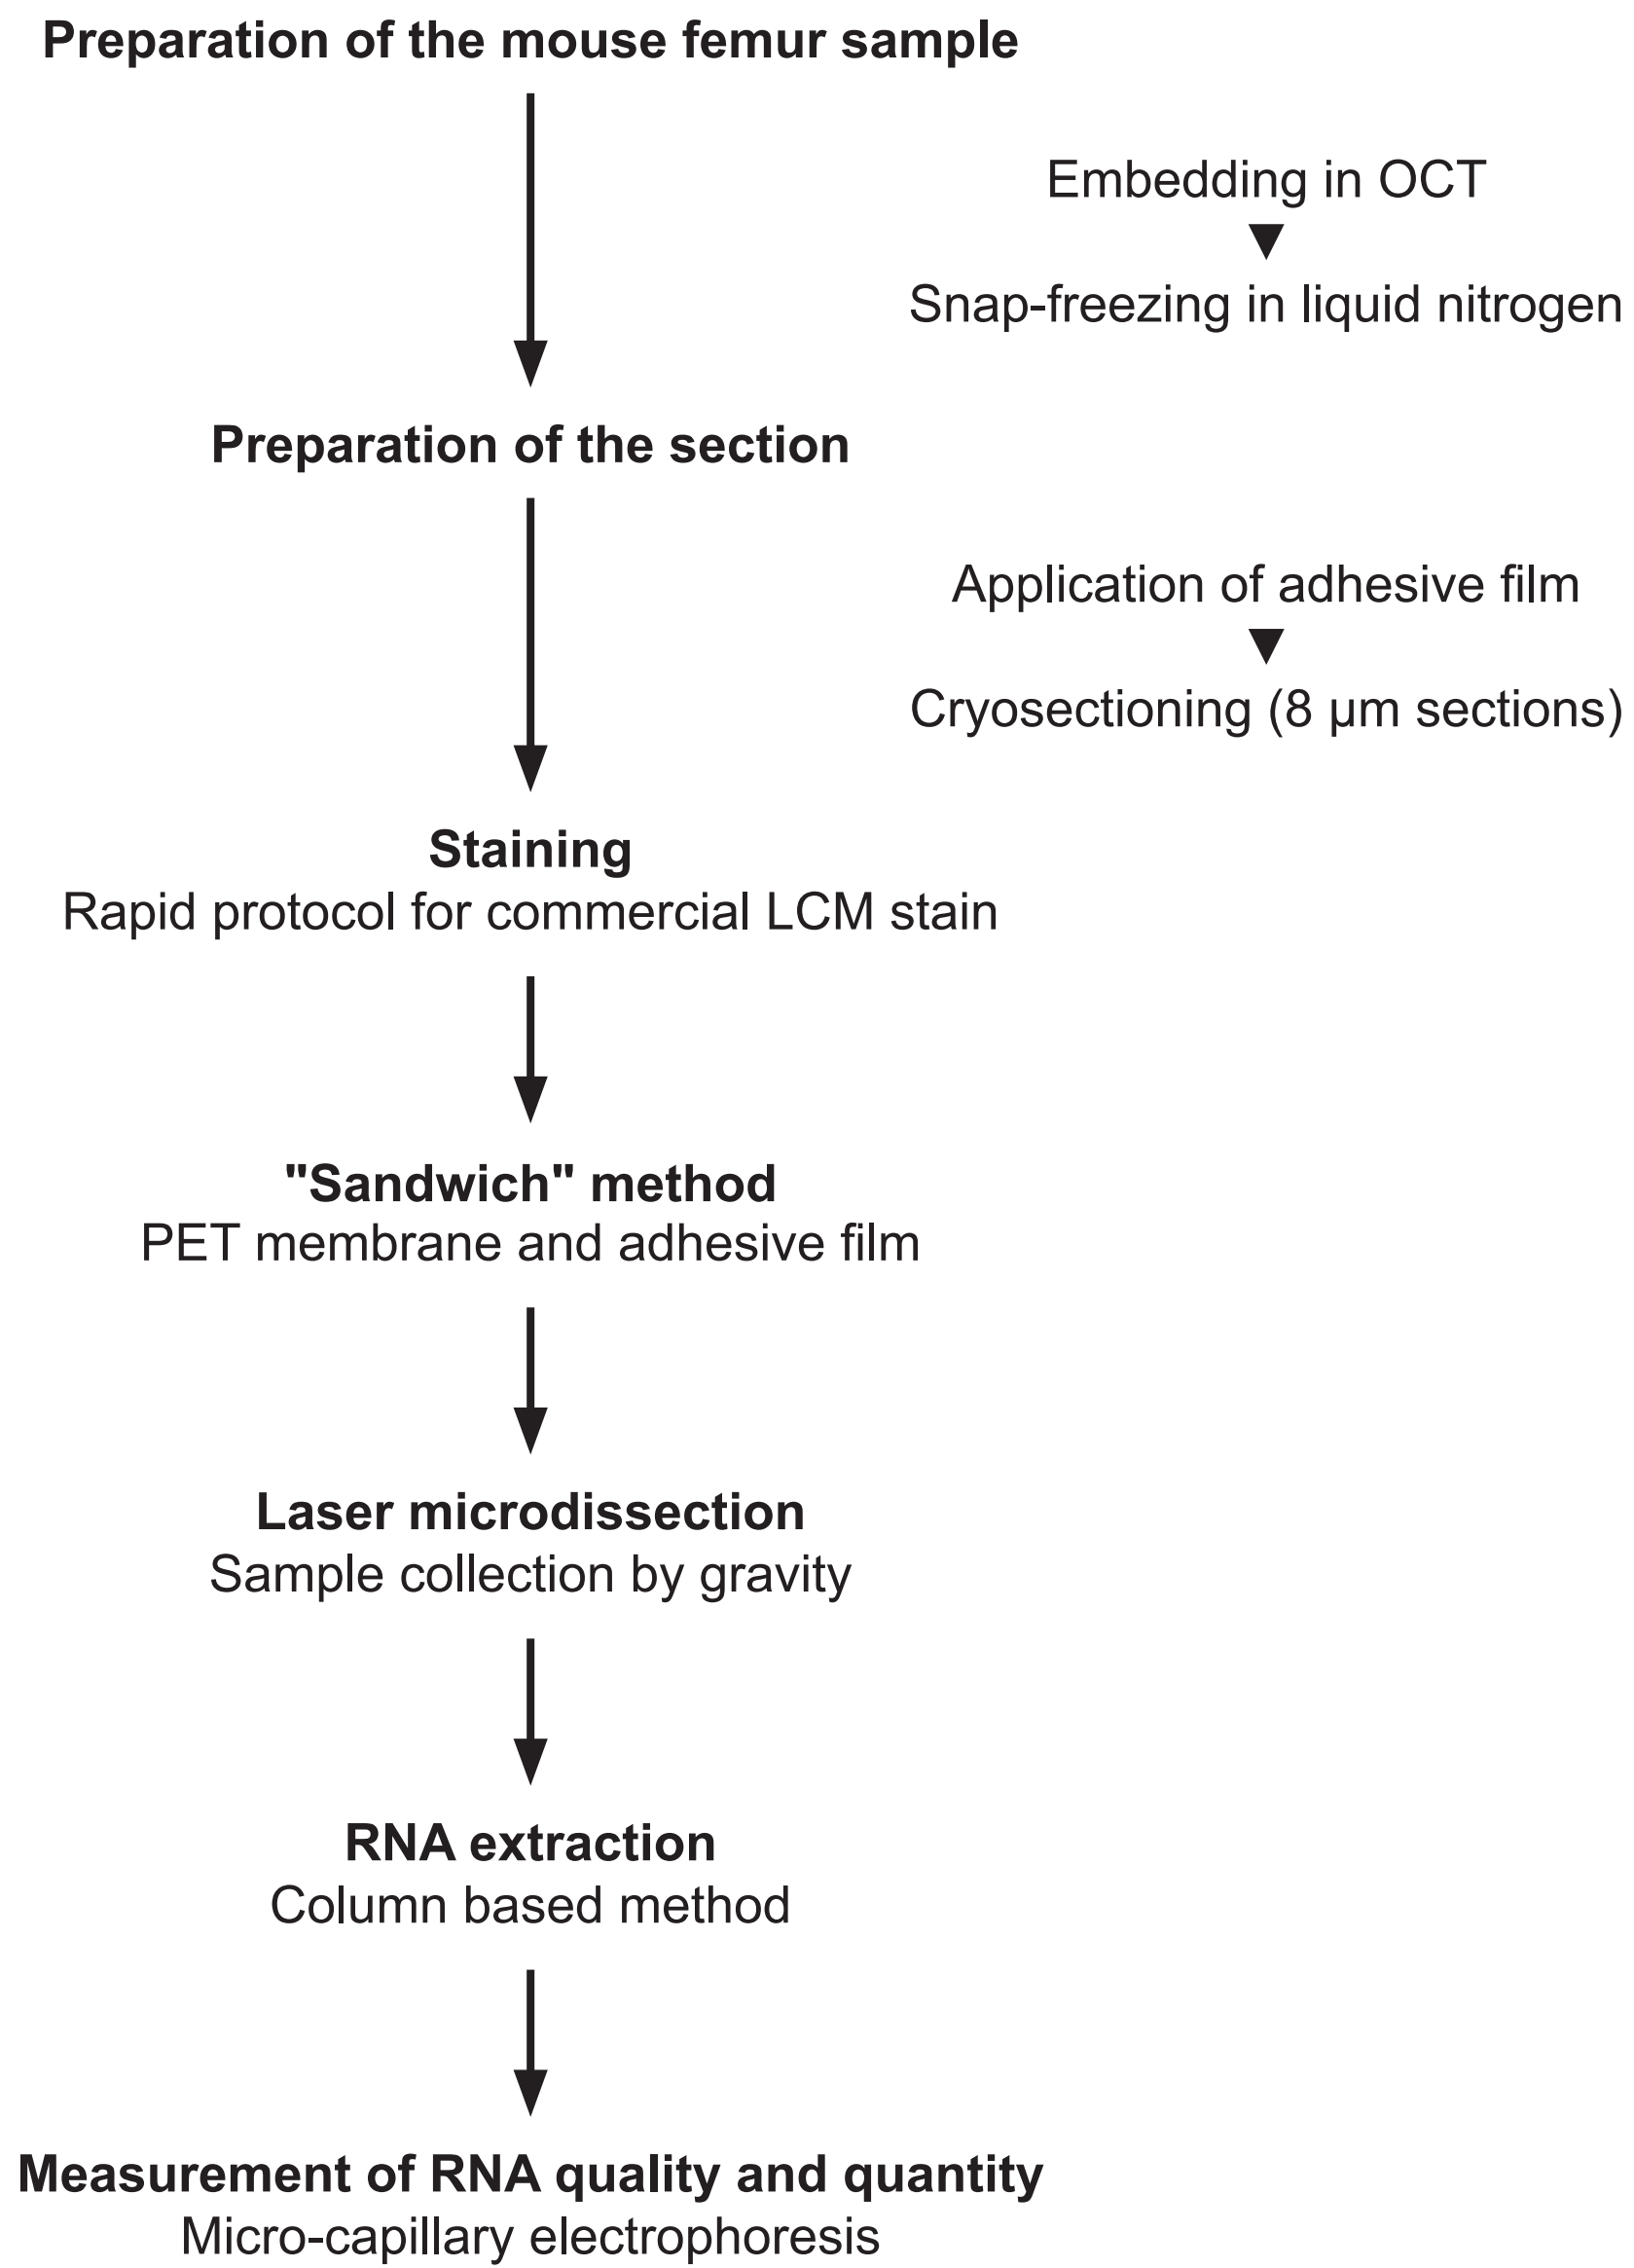 Preparation of the mouse femur sample
Embedding in OCT
Snap-freezing in liquid nitrogen
Preparation of the section
Application of adhesive film
Cryosectioning (8 µm sections)
Staining
Rapid protocol for commercial LCM stain
"Sandwich" method
PET membrane and adhesive film
Laser microdissection
Sample collection by gravity
RNA extraction
Column based method
Measurement of RNA quality and quantity
Micro-capillary electrophoresis